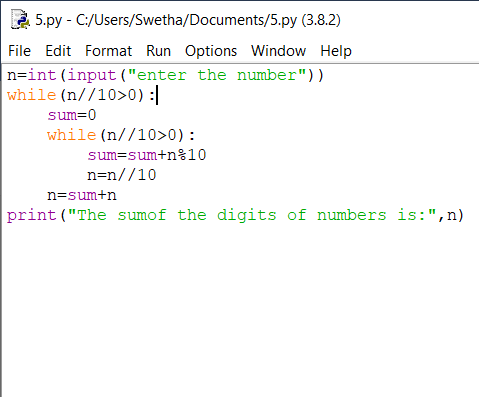 5.py - C:/Users/Swetha/Documents/5.py (3.8.2)
File Edit Format Run Options Window Help
n=int(input("enter the number"))
while(n//10>0):
    sum=0
    while(n//10>0):
        sum=sum+n%10
        n=n//10
    n=sum+n
print("The sumof the digits of numbers is:",n)